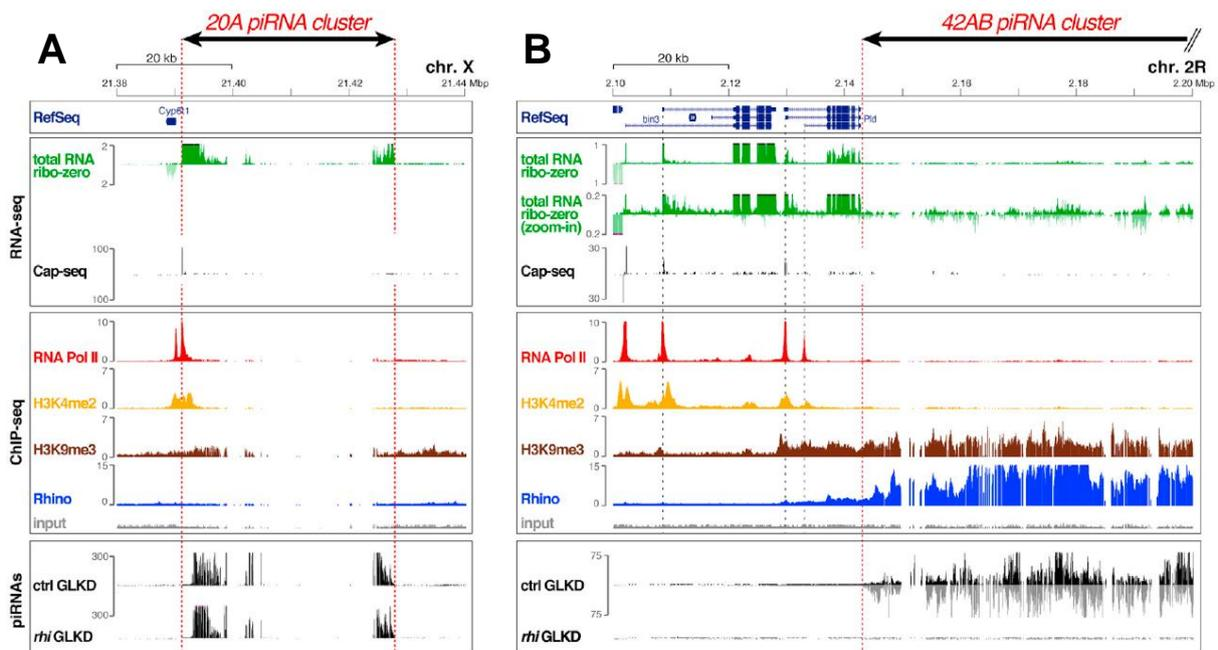 20A piRNA cluster
A
20 kb
chr. X
21.38
21.40
21.42
21.44 Mbp
RefSeq
Cyp6t1
RNA-seq
total RNA
ribo-zero
2
2
Cap-seq
100
100
ChIP-seq
RNA Pol II
10
0
H3K4me2
7
0
H3K9me3
7
0
Rhino
15
0
input
piRNAs
ctrl GLKD
300
rhi GLKD
300
42AB piRNA cluster
B
20 kb
chr. 2R
2.10
2.12
2.14
2.16
2.18
2.20 Mbp
RefSeq
bin3
Pld
total RNA
ribo-zero
1
1
total RNA
ribo-zero
(zoom-in)
0.2
0.2
Cap-seq
30
30
RNA Pol II
10
0
H3K4me2
7
0
H3K9me3
7
0
Rhino
15
0
input
ctrl GLKD
75
75
rhi GLKD